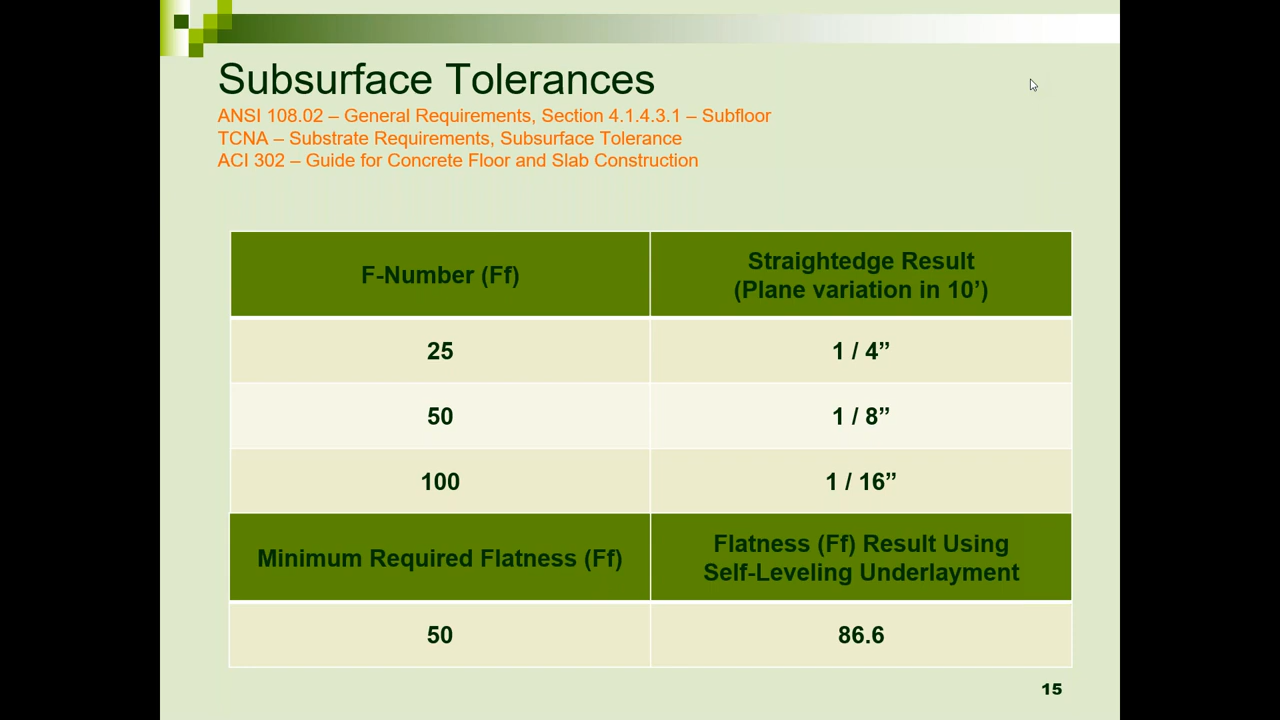 Subsurface Tolerances
ANSI 108.02 – General Requirements, Section 4.1.4.3.1 – Subfloor
TCNA – Substrate Requirements, Subsurface Tolerance
ACI 302 – Guide for Concrete Floor and Slab Construction
F-Number (Ff)
Straightedge Result
(Plane variation in 10’)
25
1 / 4”
50
1 / 8”
100
1 / 16”
Minimum Required Flatness (Ff)
Flatness (Ff) Result Using
Self-Leveling Underlayment
50
86.6
15